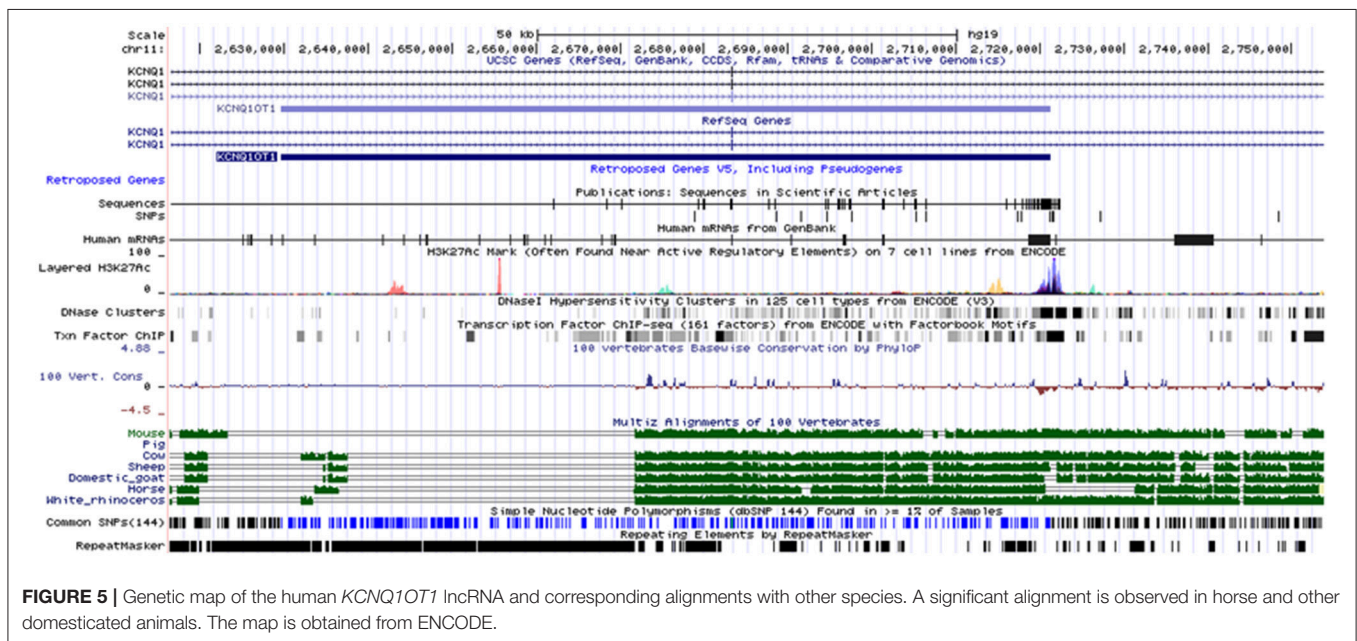 Scale 50 kb hg19
chr11: 2,630,000 2,640,000 2,650,000 2,660,000 2,670,000 2,680,000 2,690,000 2,700,000 2,710,000 2,720,000 2,730,000 2,740,000 2,750,000
UCSC Genes (RefSeq, GenBank, CCDS, Rfam, tRNAs & Comparative Genomics)
KCNQ1
KCNQ1
KCNQ1
KCNQ1OT1
RefSeq Genes
KCNQ1
KCNQ1
KCNQ1OT1
Retroposed Genes V5, Including Pseudogenes
Retroposed Genes
Publications: Sequences in Scientific Articles
Sequences
SNPs
Human mRNAs from GenBank
Human mRNAs
H3K27Ac Mark (Often Found Near Active Regulatory Elements) on 7 cell lines from ENCODE
100 _
Layered H3K27Ac
0 _
DNaseI Hypersensitivity Clusters in 125 cell types from ENCODE (V3)
DNase Clusters
Transcription Factor ChIP-seq (161 factors) from ENCODE with Factorbook Motifs
Txn Factor ChIP
4.88 _
100 vertebrates Basewise Conservation by PhyloP
100 Vert. Cons
0 _
-4.5 _
Multiz Alignments of 100 Vertebrates
Mouse
Pig
Cow
Sheep
Domestic_goat
Horse
White_rhinoceros
Simple Nucleotide Polymorphisms (dbSNP 144) Found in >= 1% of Samples
Common SNPs(144)
Repeating Elements by RepeatMasker
RepeatMasker
FIGURE 5 | Genetic map of the human KCNQ1OT1 lncRNA and corresponding alignments with other species. A significant alignment is observed in horse and other
domesticated animals. The map is obtained from ENCODE.